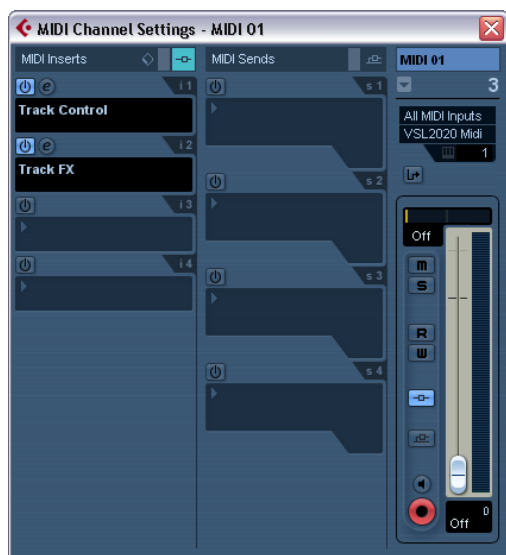 MIDI Channel Settings - MIDI 01
MIDI Inserts
i 1
Track Control
i 2
Track FX
i 3
i 4
MIDI Sends
s 1
s 2
s 3
s 4
MIDI 01
3
All MIDI Inputs
VSL2020 Midi
1
Off
M
S
R
W
0
Off